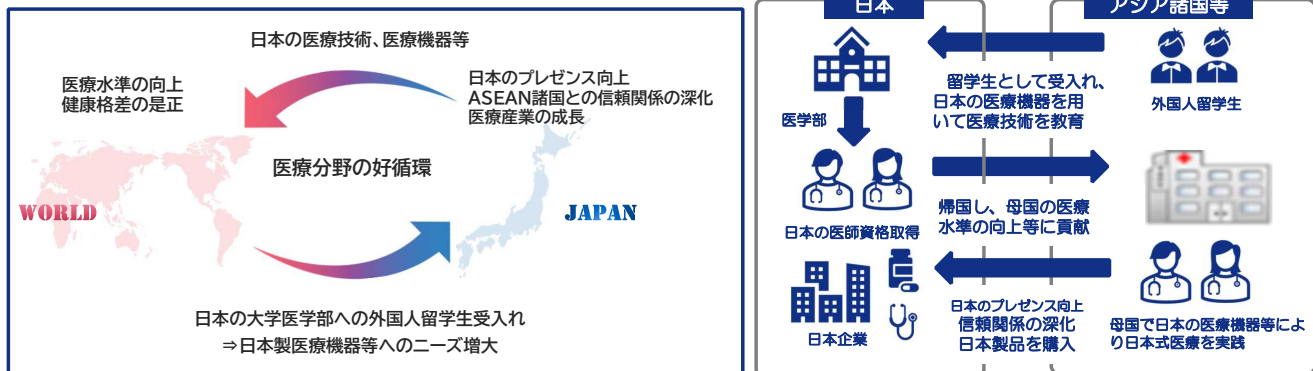 日本の医療技術、医療機器等
医療水準の向上
健康格差の是正
日本のプレゼンス向上
ASEAN諸国との信頼関係の深化
医療産業の成長
医療分野の好循環
WORLD
JAPAN
日本の大学医学部への外国人留学生受入れ
⇒日本製医療機器等へのニーズ増大
日本
アジア諸国等
留学生として受入れ、
日本の医療機器を用
いて医療技術を教育
外国人留学生
医学部
帰国し、母国の医療
水準の向上等に貢献
日本の医師資格取得
日本のプレゼンス向上
信頼関係の深化
日本製品を購入
日本企業
母国で日本の医療機器等によ
り日本式医療を実践